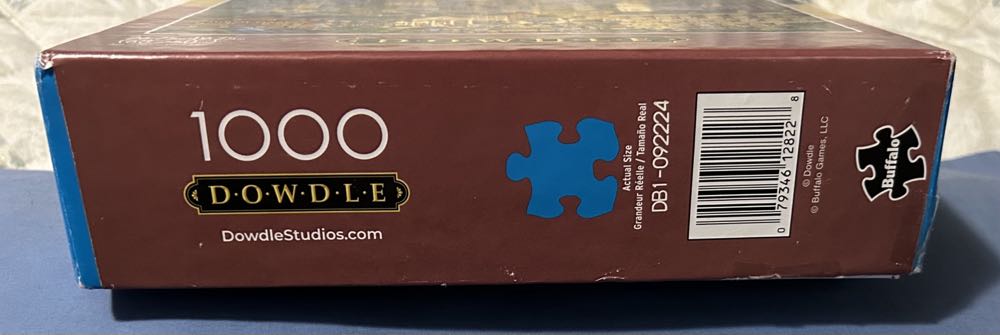 DOWDLE
1000
D·O·W·D·L·E
DowdleStudios.com
Actual Size
Grandeur Réelle / Tamaño Real
DB1-092224
0 79346 12822 8
© Dowdle
© Buffalo Games, LLC
Buffalo